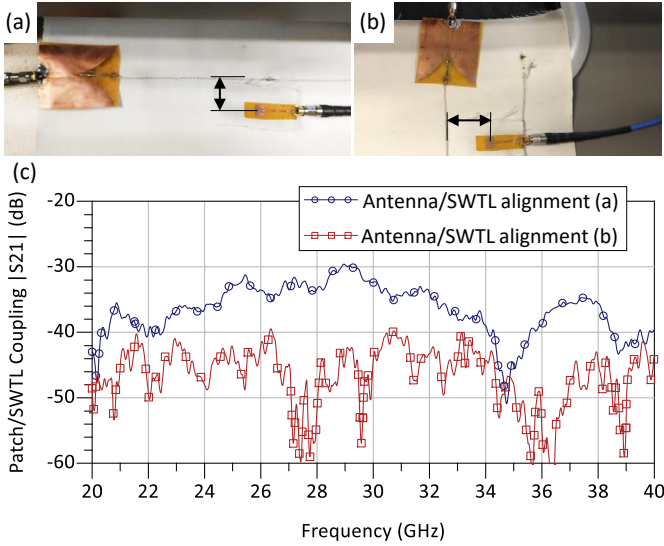 (a)
(b)
(c)
Patch/SWTL Coupling |S21| (dB)
-20
-30
-40
-50
-60
Antenna/SWTL alignment (a)
Antenna/SWTL alignment (b)
20 22 24 26 28 30 32 34 36 38 40
Frequency (GHz)